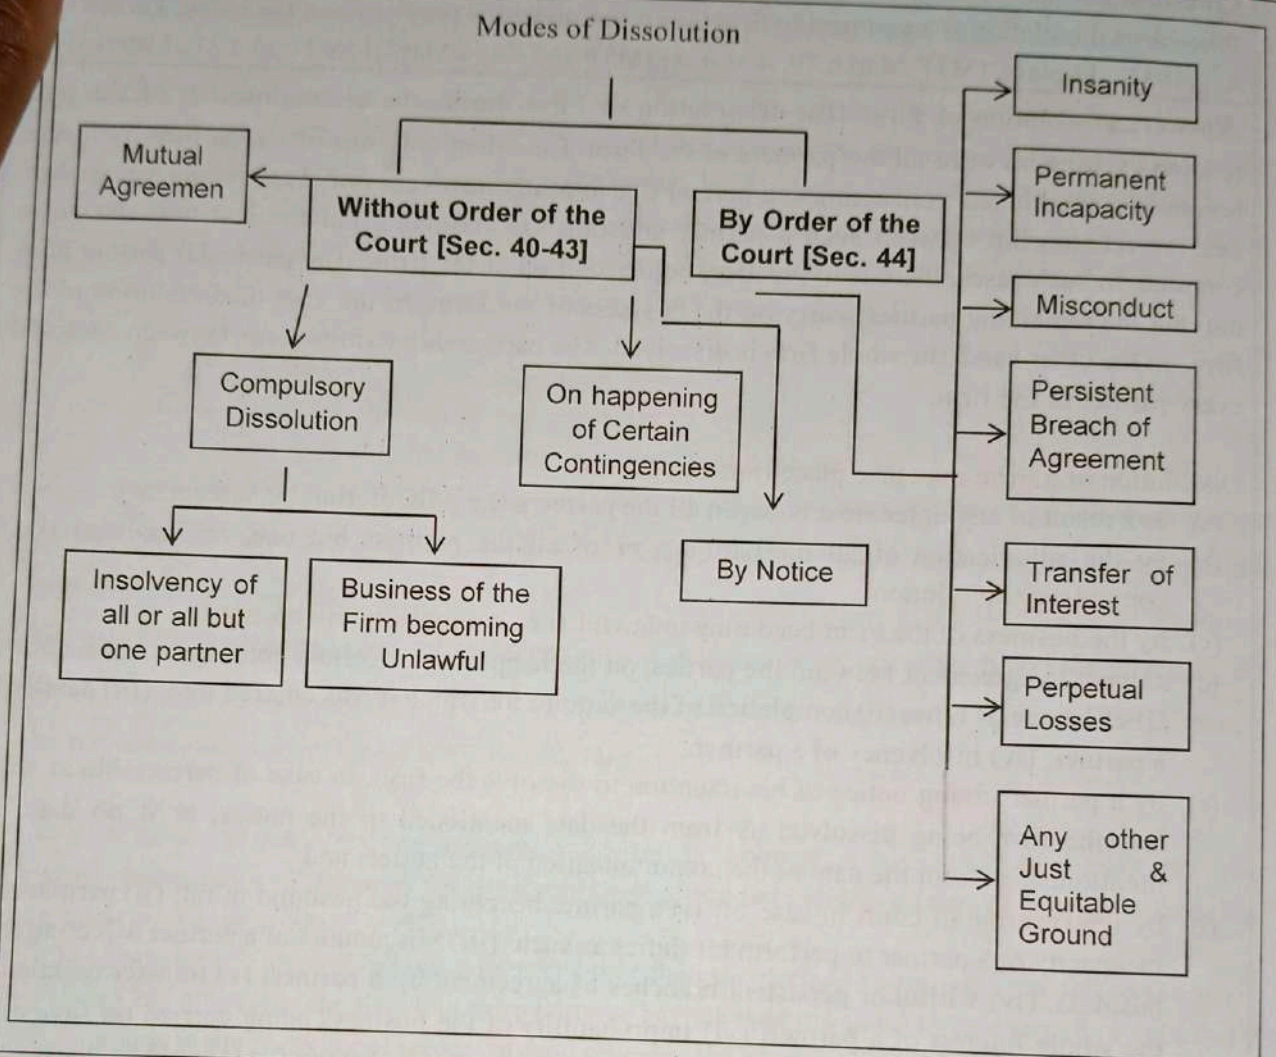 Modes of Dissolution
Mutual
Agreemen
Without Order of the
Court [Sec. 40-43]
By Order of the
Court [Sec. 44]
Compulsory
Dissolution
On happening
of Certain
Contingencies
By Notice
Insolvency of
all or all but
one partner
Business of the
Firm becoming
Unlawful
Insanity
Permanent
Incapacity
Misconduct
Persistent
Breach of
Agreement
Transfer of
Interest
Perpetual
Losses
Any other
Just &
Equitable
Ground